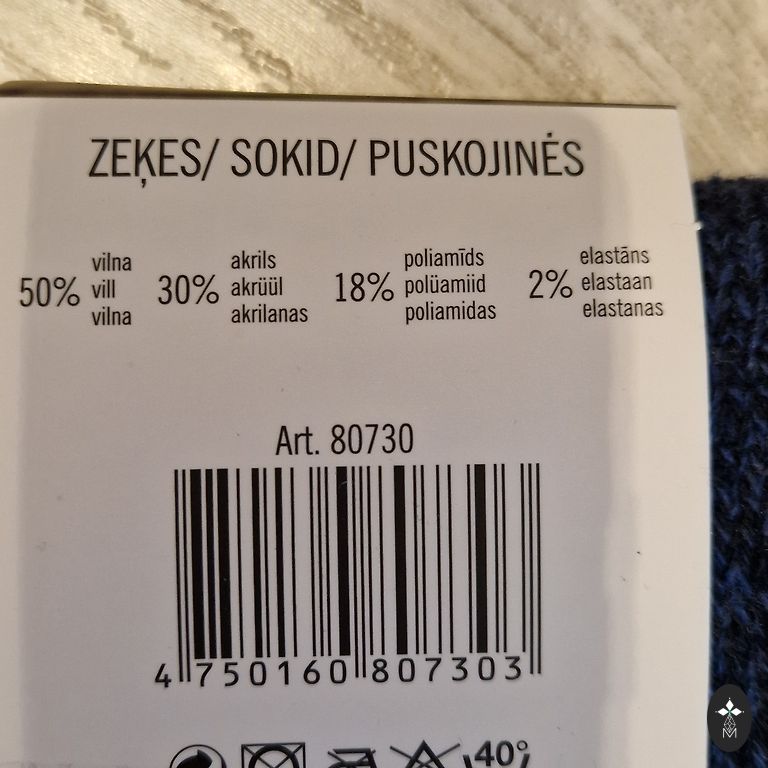 ZEĶES/ SOKID/ PUSKOJINĖS
50% vilna
vill
vilna
30% akrils
akrüül
akrilanas
18% poliamīds
polüamiid
poliamidas
2% elastāns
elastaan
elastanas
Art. 80730
4 750160 807303
40°
M